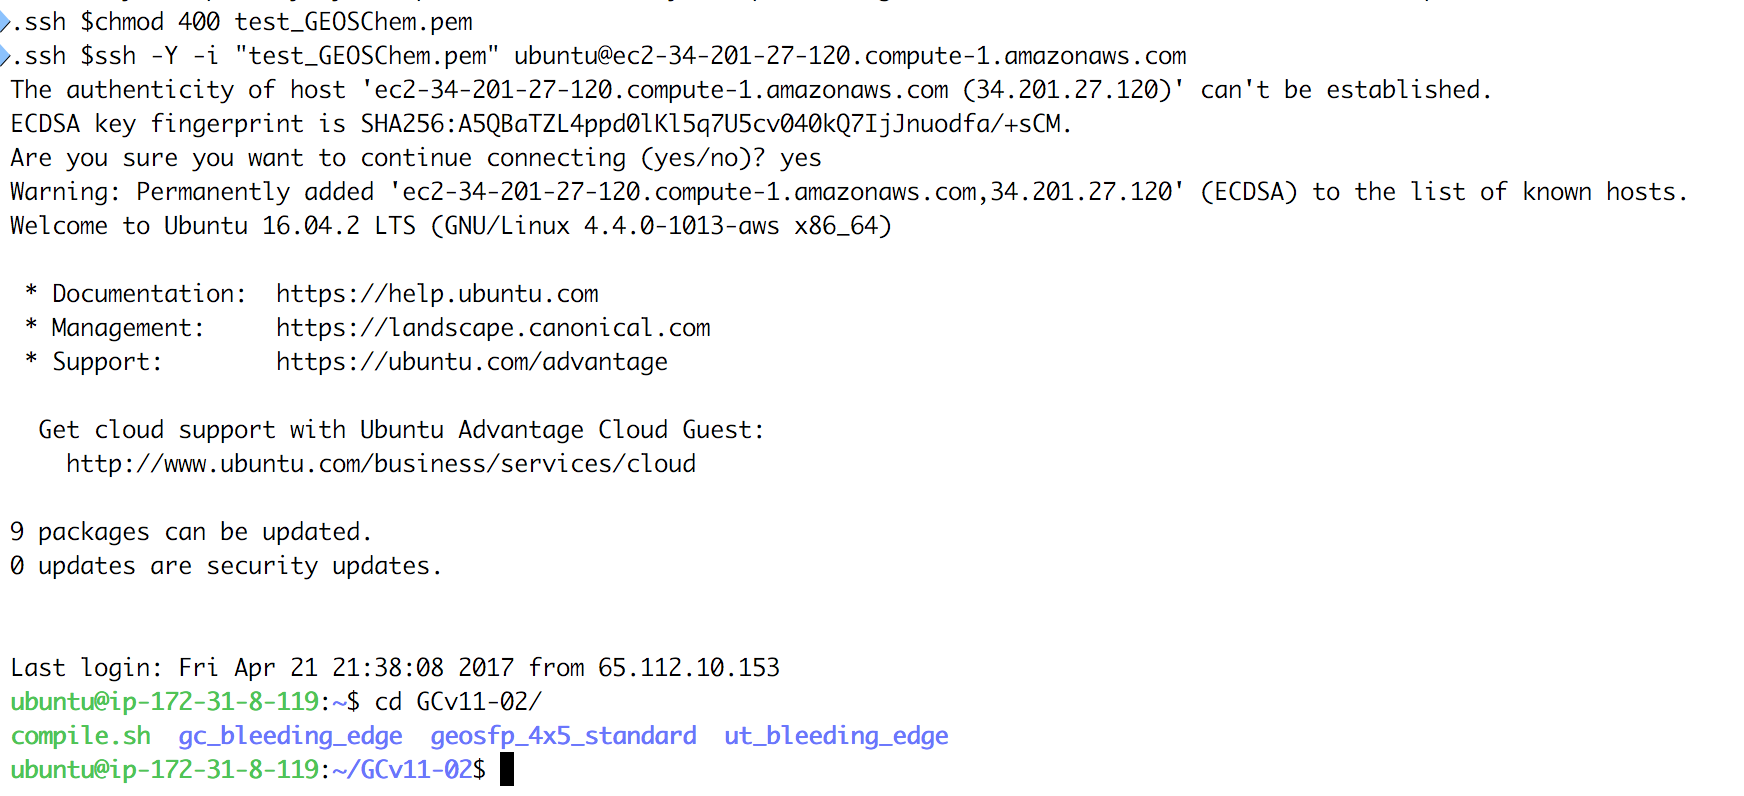 .ssh $chmod 400 test_GEOSChem.pem
.ssh $ssh -Y -i "test_GEOSChem.pem" ubuntu@ec2-34-201-27-120.compute-1.amazonaws.com
The authenticity of host 'ec2-34-201-27-120.compute-1.amazonaws.com (34.201.27.120)' can't be established.
ECDSA key fingerprint is SHA256:A5QBaTZL4ppd0lKl5q7U5cv040kQ7IjJnuodfa/+sCM.
Are you sure you want to continue connecting (yes/no)? yes
Warning: Permanently added 'ec2-34-201-27-120.compute-1.amazonaws.com,34.201.27.120' (ECDSA) to the list of known hosts.
Welcome to Ubuntu 16.04.2 LTS (GNU/Linux 4.4.0-1013-aws x86_64)
* Documentation:  https://help.ubuntu.com
* Management:     https://landscape.canonical.com
* Support:        https://ubuntu.com/advantage
Get cloud support with Ubuntu Advantage Cloud Guest:
http://www.ubuntu.com/business/services/cloud
9 packages can be updated.
0 updates are security updates.
Last login: Fri Apr 21 21:38:08 2017 from 65.112.10.153
ubuntu@ip-172-31-8-119:~$ cd GCv11-02/
compile.sh  gc_bleeding_edge  geosfp_4x5_standard  ut_bleeding_edge
ubuntu@ip-172-31-8-119:~/GCv11-02$